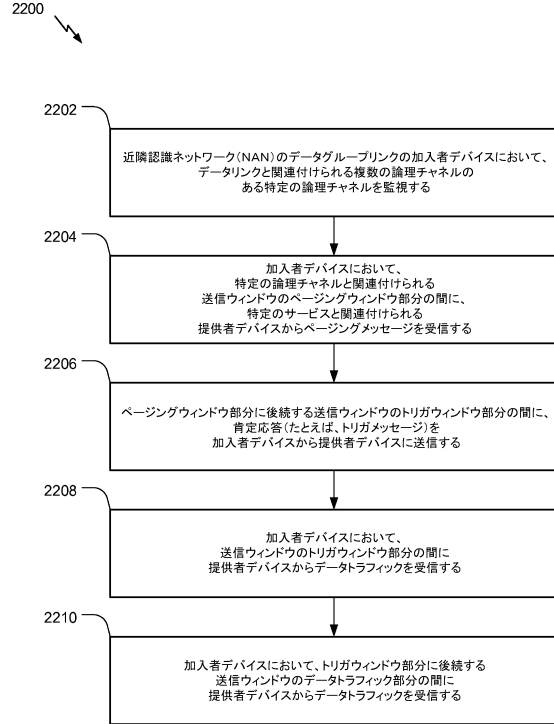 2200
2202
近隣認識ネットワーク(NAN)のデータグループリンクの加入者デバイスにおいて、
データリンクと関連付けられる複数の論理チャネルの
ある特定の論理チャネルを監視する
2204
加入者デバイスにおいて、
特定の論理チャネルと関連付けられる
送信ウィンドウのページングウィンドウ部分の間に、
特定のサービスと関連付けられる
提供者デバイスからページングメッセージを受信する
2206
ページングウィンドウ部分に後続する送信ウィンドウのトリガウィンドウ部分の間に、
肯定応答(たとえば、トリガメッセージ)を
加入者デバイスから提供者デバイスに送信する
2208
加入者デバイスにおいて、
送信ウィンドウのトリガウィンドウ部分の間に
提供者デバイスからデータトラフィックを受信する
2210
加入者デバイスにおいて、トリガウィンドウ部分に後続する
送信ウィンドウのデータトラフィック部分の間に
提供者デバイスからデータトラフィックを受信する